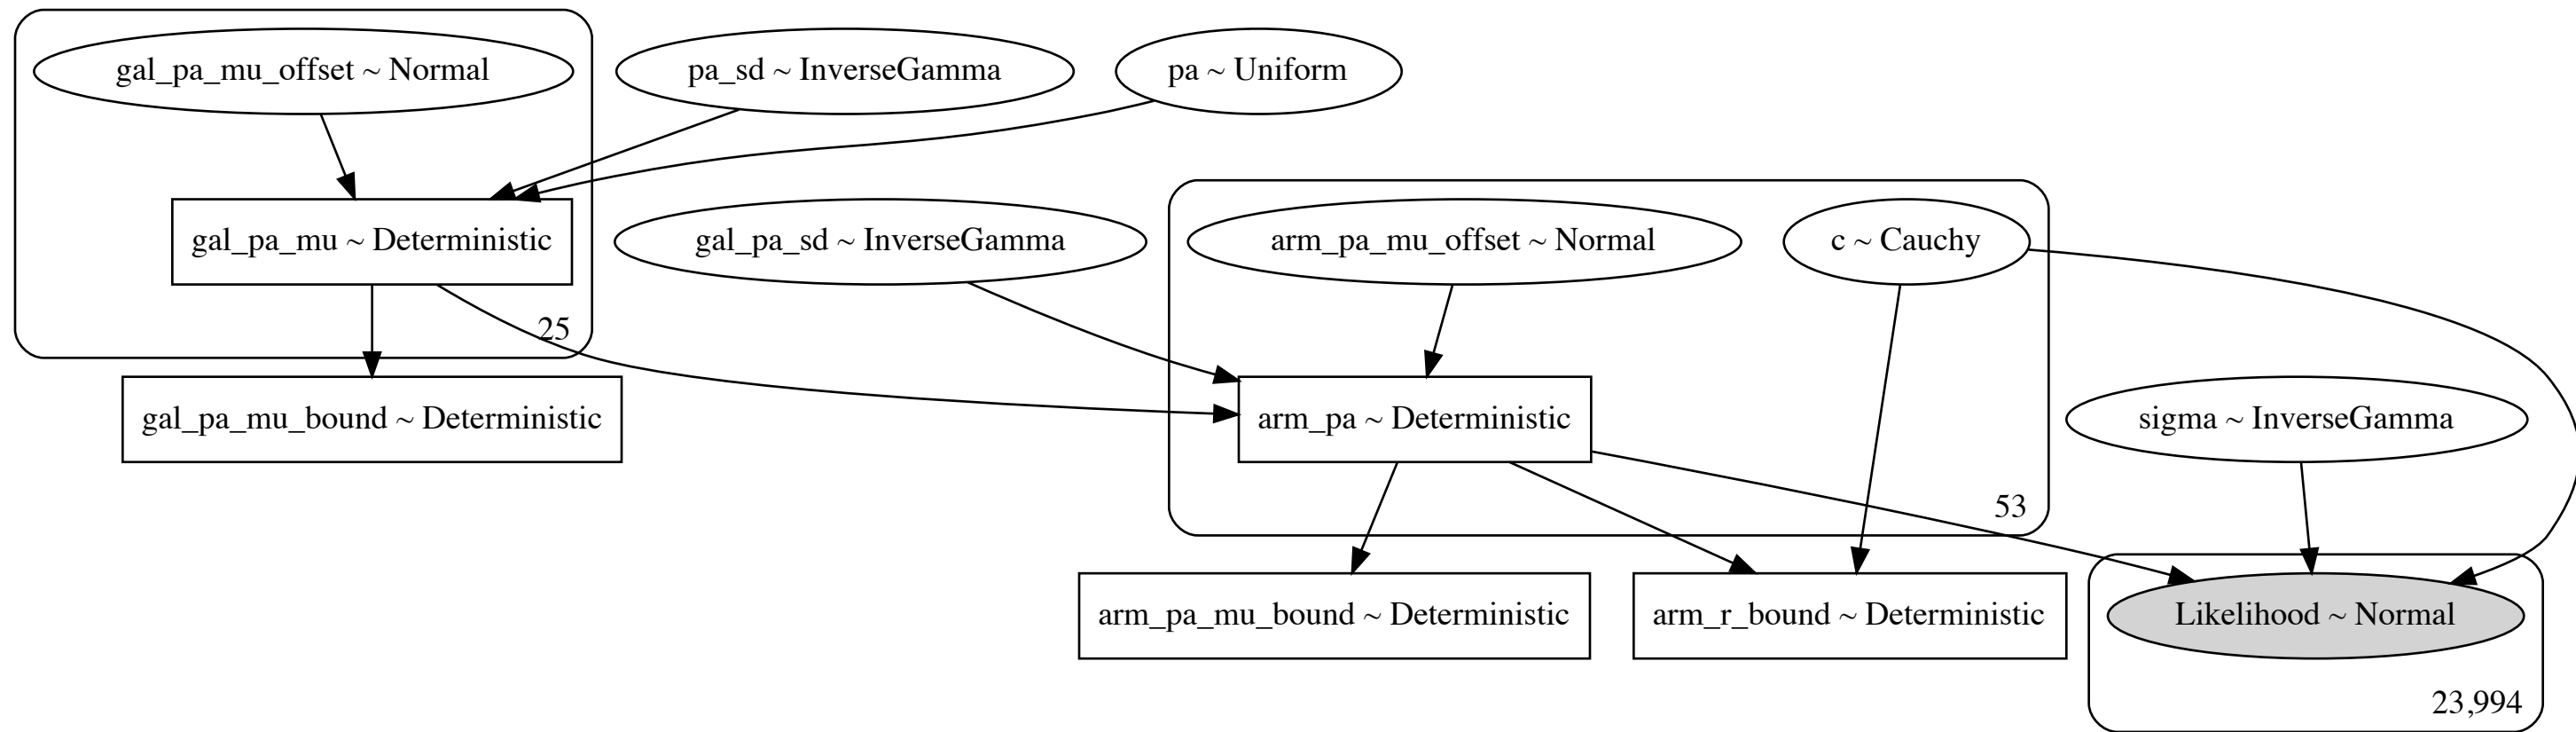 gal_pa_mu_offset ~ Normal
pa_sd ~ InverseGamma
pa ~ Uniform
gal_pa_mu ~ Deterministic
gal_pa_sd ~ InverseGamma
arm_pa_mu_offset ~ Normal
c ~ Cauchy
25
gal_pa_mu_bound ~ Deterministic
arm_pa ~ Deterministic
sigma ~ InverseGamma
53
arm_pa_mu_bound ~ Deterministic
arm_r_bound ~ Deterministic
Likelihood ~ Normal
23,994